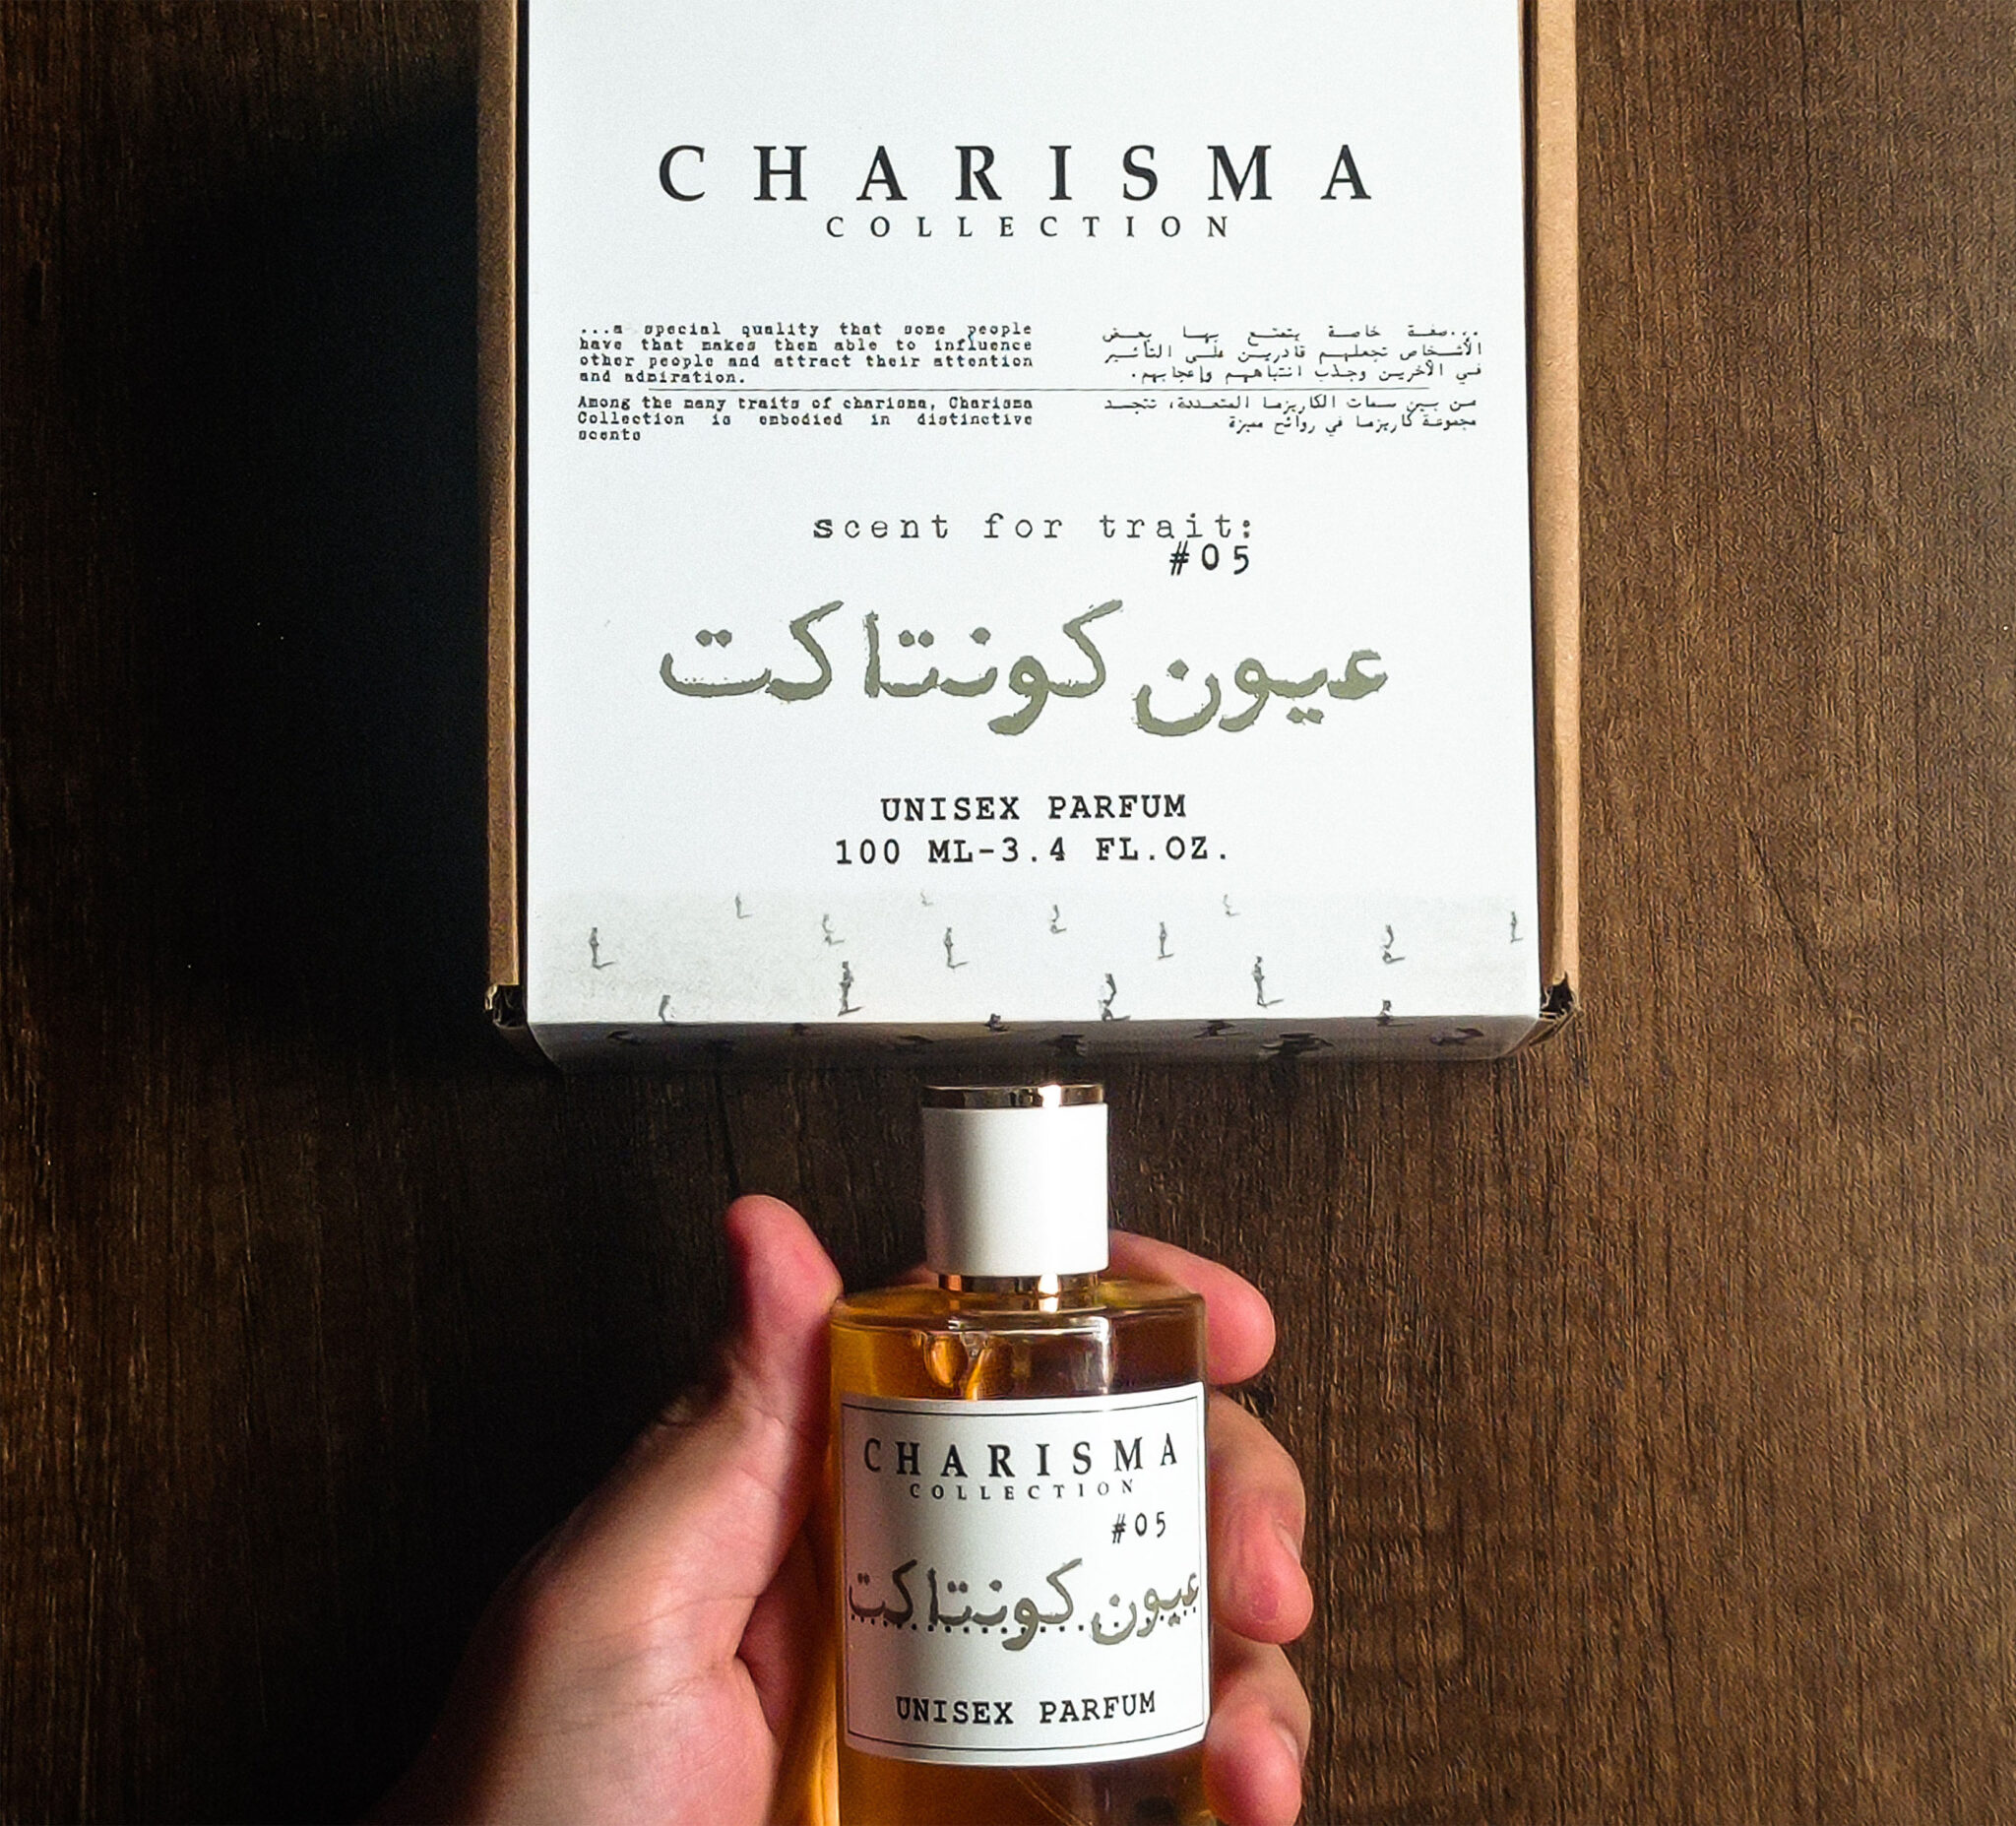 CHARISMA
COLLECTION
...a special quality that some people
have that makes them able to influence
other people and attract their attention
and admiration.
Among the many traits of charisma, Charisma
Collection is embodied in distinctive
scents
...صفة خاصة يتمتع بها بعض
الأشخاص تجعلهم قادرين على التأثير
في الآخرين وجذب انتباههم وإعجابهم.
من بين سمات الكاريزما المتعددة، تتجسد
مجموعة كاريزما في روائح مميزة
scent for trait:
#05
عيون كونتاكت
UNISEX PARFUM
100 ML-3.4 FL.OZ.
CHARISMA
COLLECTION
#05
عيون كونتاكت
UNISEX PARFUM